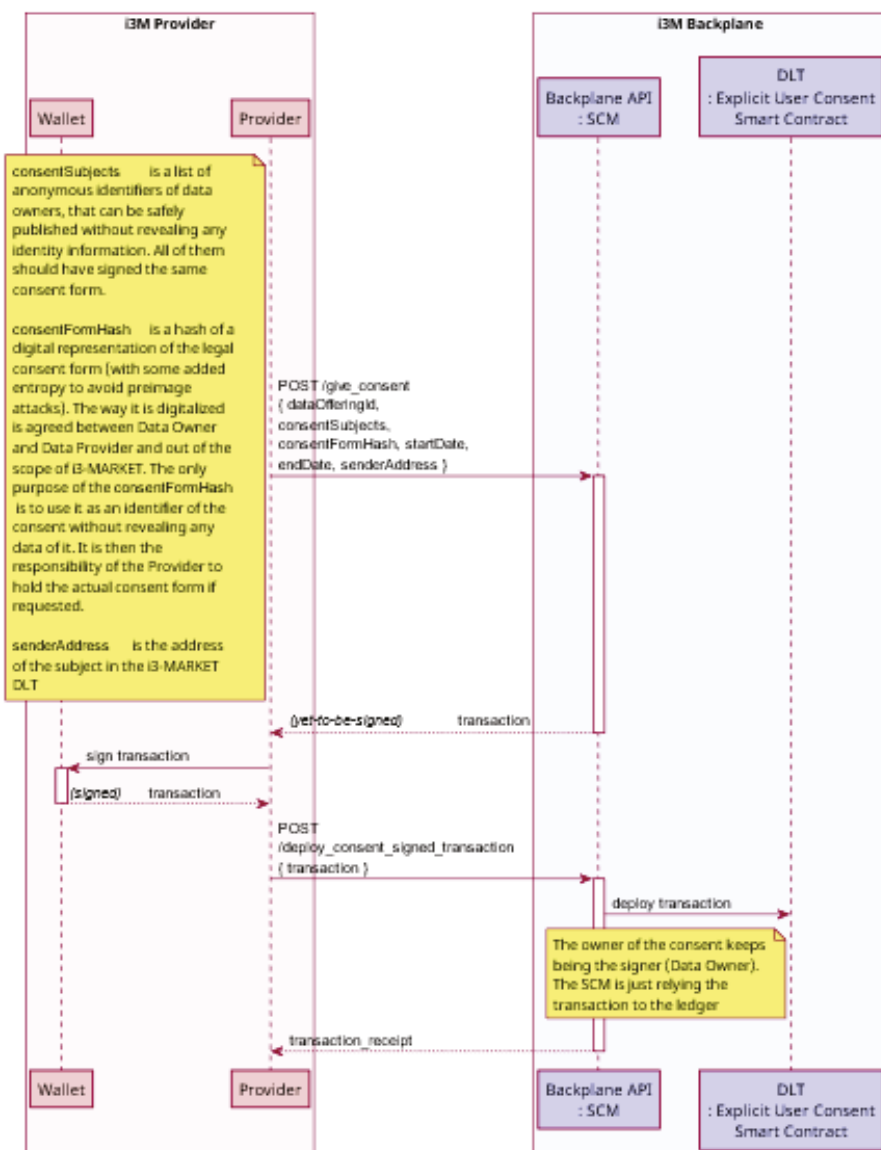 i3M Provider
i3M Backplane
Wallet
Provider
Backplane API
: SCM
DLT
: Explicit User Consent
Smart Contract
consentSubjects is a list of
anonymous identifiers of data
owners, that can be safely
published without revealing any
identity information. All of them
should have signed the same
consent form.
consentFormHash is a hash of a
digital representation of the legal
consent form (with some added
entropy to avoid preimage
attacks). The way it is digitalized
is agreed between Data Owner
and Data Provider and out of the
scope of i3-MARKET. The only
purpose of the consentFormHash
is to use it as an identifier of the
consent without revealing any
data of it. It is then the
responsibility of the Provider to
hold the actual consent form if
requested.
senderAddress is the address
of the subject in the i3-MARKET
DLT
POST /give_consent
{ dataOfferingId,
consentSubjects,
consentFormHash, startDate,
endDate, senderAddress }
(yet-to-be-signed) transaction
sign transaction
(signed) transaction
POST
/deploy_consent_signed_transaction
{ transaction }
deploy transaction
The owner of the consent keeps
being the signer (Data Owner).
The SCM is just relying the
transaction to the ledger
transaction_receipt
Wallet
Provider
Backplane API
: SCM
DLT
: Explicit User Consent
Smart Contract